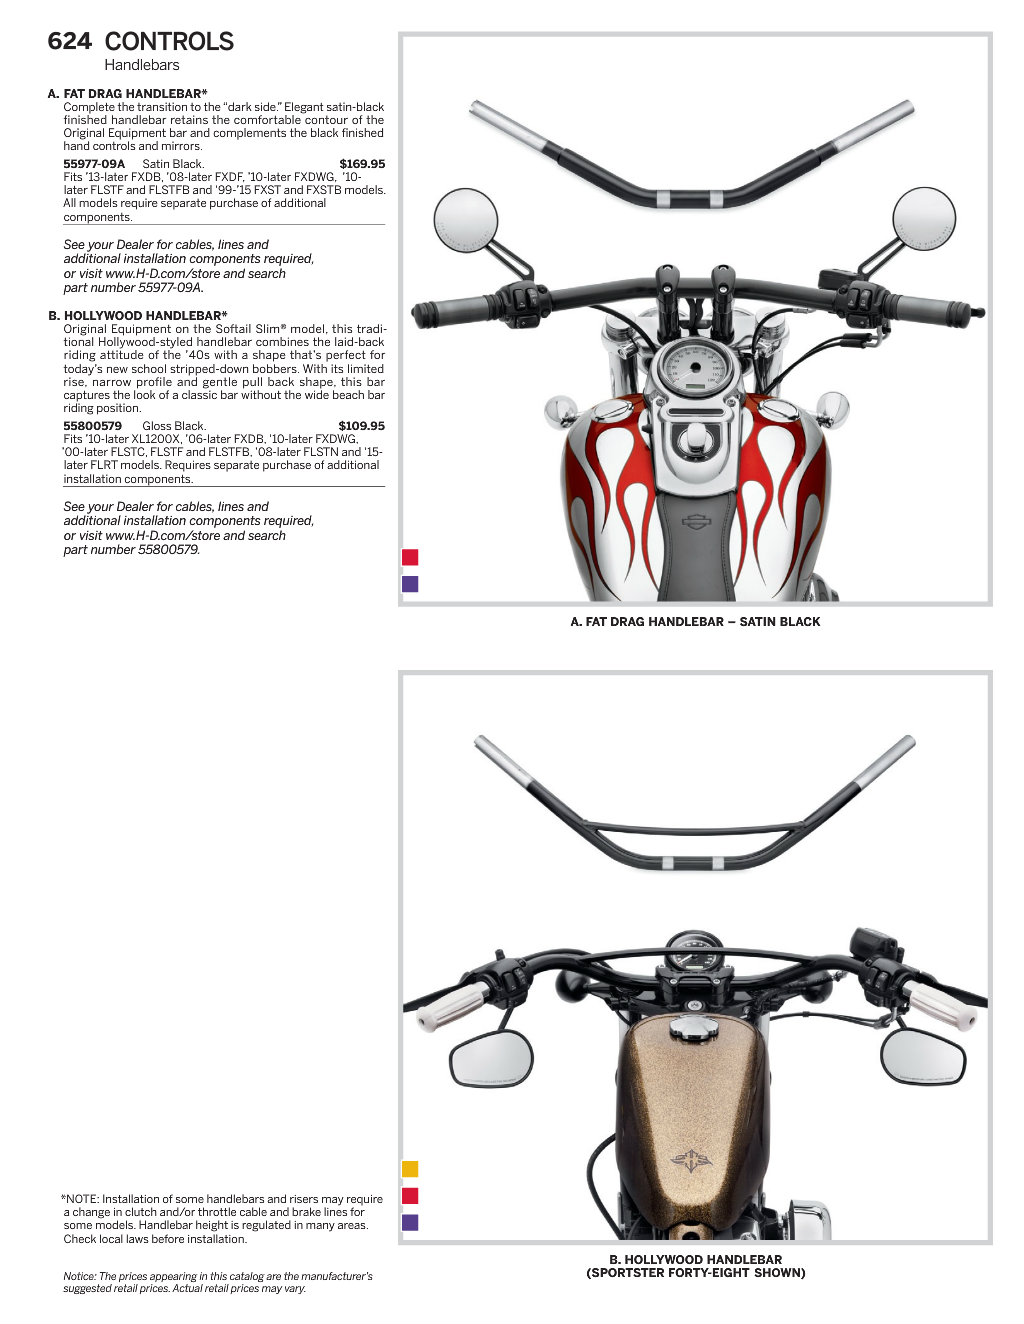 624 CONTROLS
Handlebars
A. FAT DRAG HANDLEBAR*
Complete the transition to the “dark side.” Elegant satin-black
finished handlebar retains the comfortable contour of the
Original Equipment bar and complements the black finished
hand controls and mirrors.
55977-09A Satin Black. $169.95
Fits ’13-later FXDB, ’08-later FXDF, ’10-later FXDWG, ’10-
later FLSTF and FLSTFB and ’99-’15 FXST and FXSTB models.
All models require separate purchase of additional
components.
See your Dealer for cables, lines and
additional installation components required,
or visit www.H-D.com/store and search
part number 55977-09A.
B. HOLLYWOOD HANDLEBAR*
Original Equipment on the Softail Slim® model, this tradi-
tional Hollywood-styled handlebar combines the laid-back
riding attitude of the ’40s with a shape that’s perfect for
today’s new school stripped-down bobbers. With its limited
rise, narrow profile and gentle pull back shape, this bar
captures the look of a classic bar without the wide beach bar
riding position.
55800579 Gloss Black. $109.95
Fits ’10-later XL1200X, ’06-later FXDB, ’10-later FXDWG,
’00-later FLSTC, FLSTF and FLSTFB, ’08-later FLSTN and ’15-
later FLRT models. Requires separate purchase of additional
installation components.
See your Dealer for cables, lines and
additional installation components required,
or visit www.H-D.com/store and search
part number 55800579.
A. FAT DRAG HANDLEBAR – SATIN BLACK
B. HOLLYWOOD HANDLEBAR
(SPORTSTER FORTY-EIGHT SHOWN)
*NOTE: Installation of some handlebars and risers may require
a change in clutch and/or throttle cable and brake lines for
some models. Handlebar height is regulated in many areas.
Check local laws before installation.
Notice: The prices appearing in this catalog are the manufacturer’s
suggested retail prices. Actual retail prices may vary.